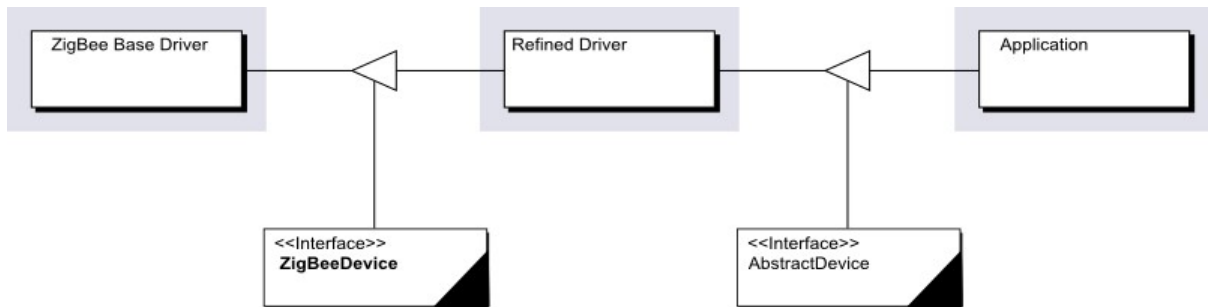 ZigBee Base Driver
Refined Driver
Application
<<Interface>>
ZigBeeDevice
<<Interface>>
AbstractDevice